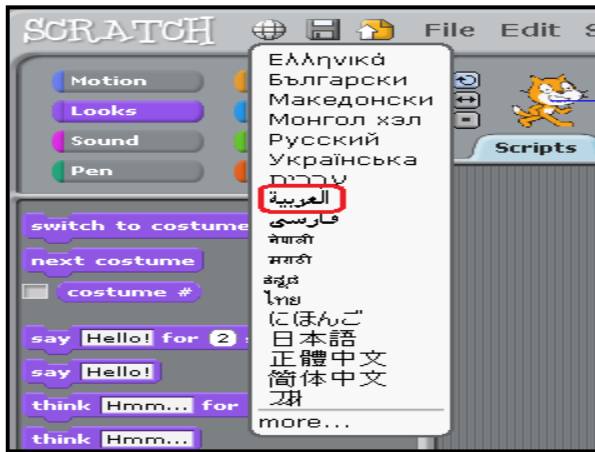 SCRATCH
File Edit S
Motion
Looks
Sound
Pen
Scripts
switch to costume
next costume
costume #
say Hello! for 2 s
say Hello!
think Hmm... for
think Hmm...
Ελληνικά
Български
Македонски
Монгол хэл
Русский
Українська
עברית
العربية
فارسی
नेपाली
मराठी
ಕನ್ನಡ
ไทย
にほんご
日本語
正體中文
简体中文
more...